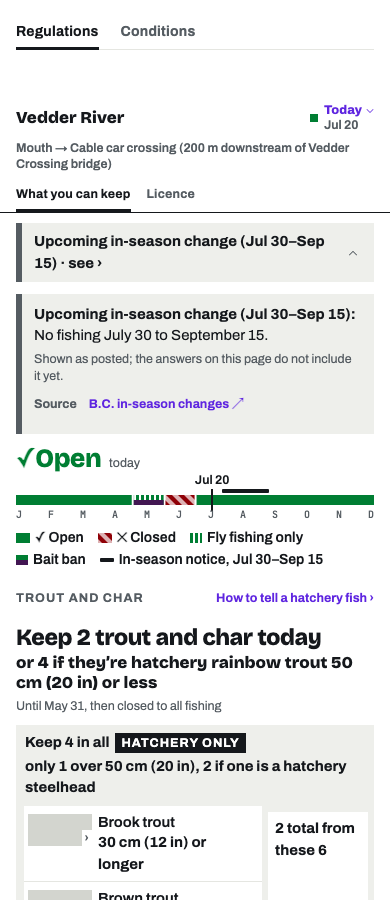 Regulations Conditions
Vedder River
Today
Jul 20
Mouth → Cable car crossing (200 m downstream of Vedder
Crossing bridge)
What you can keep Licence
Upcoming in-season change (Jul 30–Sep
15) · see ›
Upcoming in-season change (Jul 30–Sep 15):
No fishing July 30 to September 15.
Shown as posted; the answers on this page do not include
it yet.
Source B.C. in-season changes ↗
✓Open today
Jul 20
J F M A M J J A S O N D
✓ Open ✕ Closed Fly fishing only
Bait ban In-season notice, Jul 30–Sep 15
TROUT AND CHAR How to tell a hatchery fish ›
Keep 2 trout and char today
or 4 if they're hatchery rainbow trout 50
cm (20 in) or less
Until May 31, then closed to all fishing
Keep 4 in all HATCHERY ONLY
only 1 over 50 cm (20 in), 2 if one is a hatchery
steelhead
Brook trout
30 cm (12 in) or
longer
2 total from
these 6
Brown trout